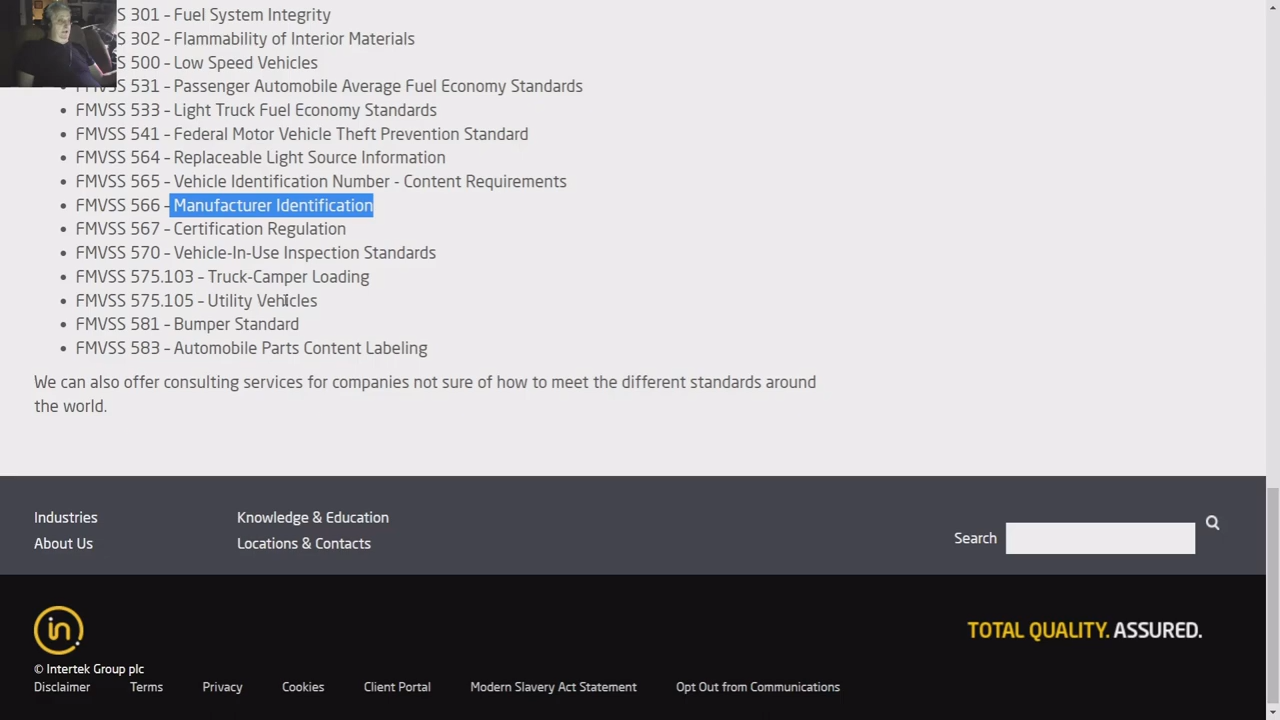 S 301 – Fuel System Integrity
S 302 – Flammability of Interior Materials
S 500 – Low Speed Vehicles
FMVSS 531 – Passenger Automobile Average Fuel Economy Standards
FMVSS 533 – Light Truck Fuel Economy Standards
FMVSS 541 – Federal Motor Vehicle Theft Prevention Standard
FMVSS 564 – Replaceable Light Source Information
FMVSS 565 – Vehicle Identification Number - Content Requirements
FMVSS 566 – Manufacturer Identification
FMVSS 567 – Certification Regulation
FMVSS 570 – Vehicle-In-Use Inspection Standards
FMVSS 575.103 – Truck-Camper Loading
FMVSS 575.105 – Utility Vehicles
FMVSS 581 – Bumper Standard
FMVSS 583 – Automobile Parts Content Labeling
We can also offer consulting services for companies not sure of how to meet the different standards around
the world.
Industries
Knowledge & Education
About Us
Locations & Contacts
Search
in
TOTAL QUALITY. ASSURED.
© Intertek Group plc
Disclaimer Terms Privacy Cookies Client Portal Modern Slavery Act Statement Opt Out from Communications